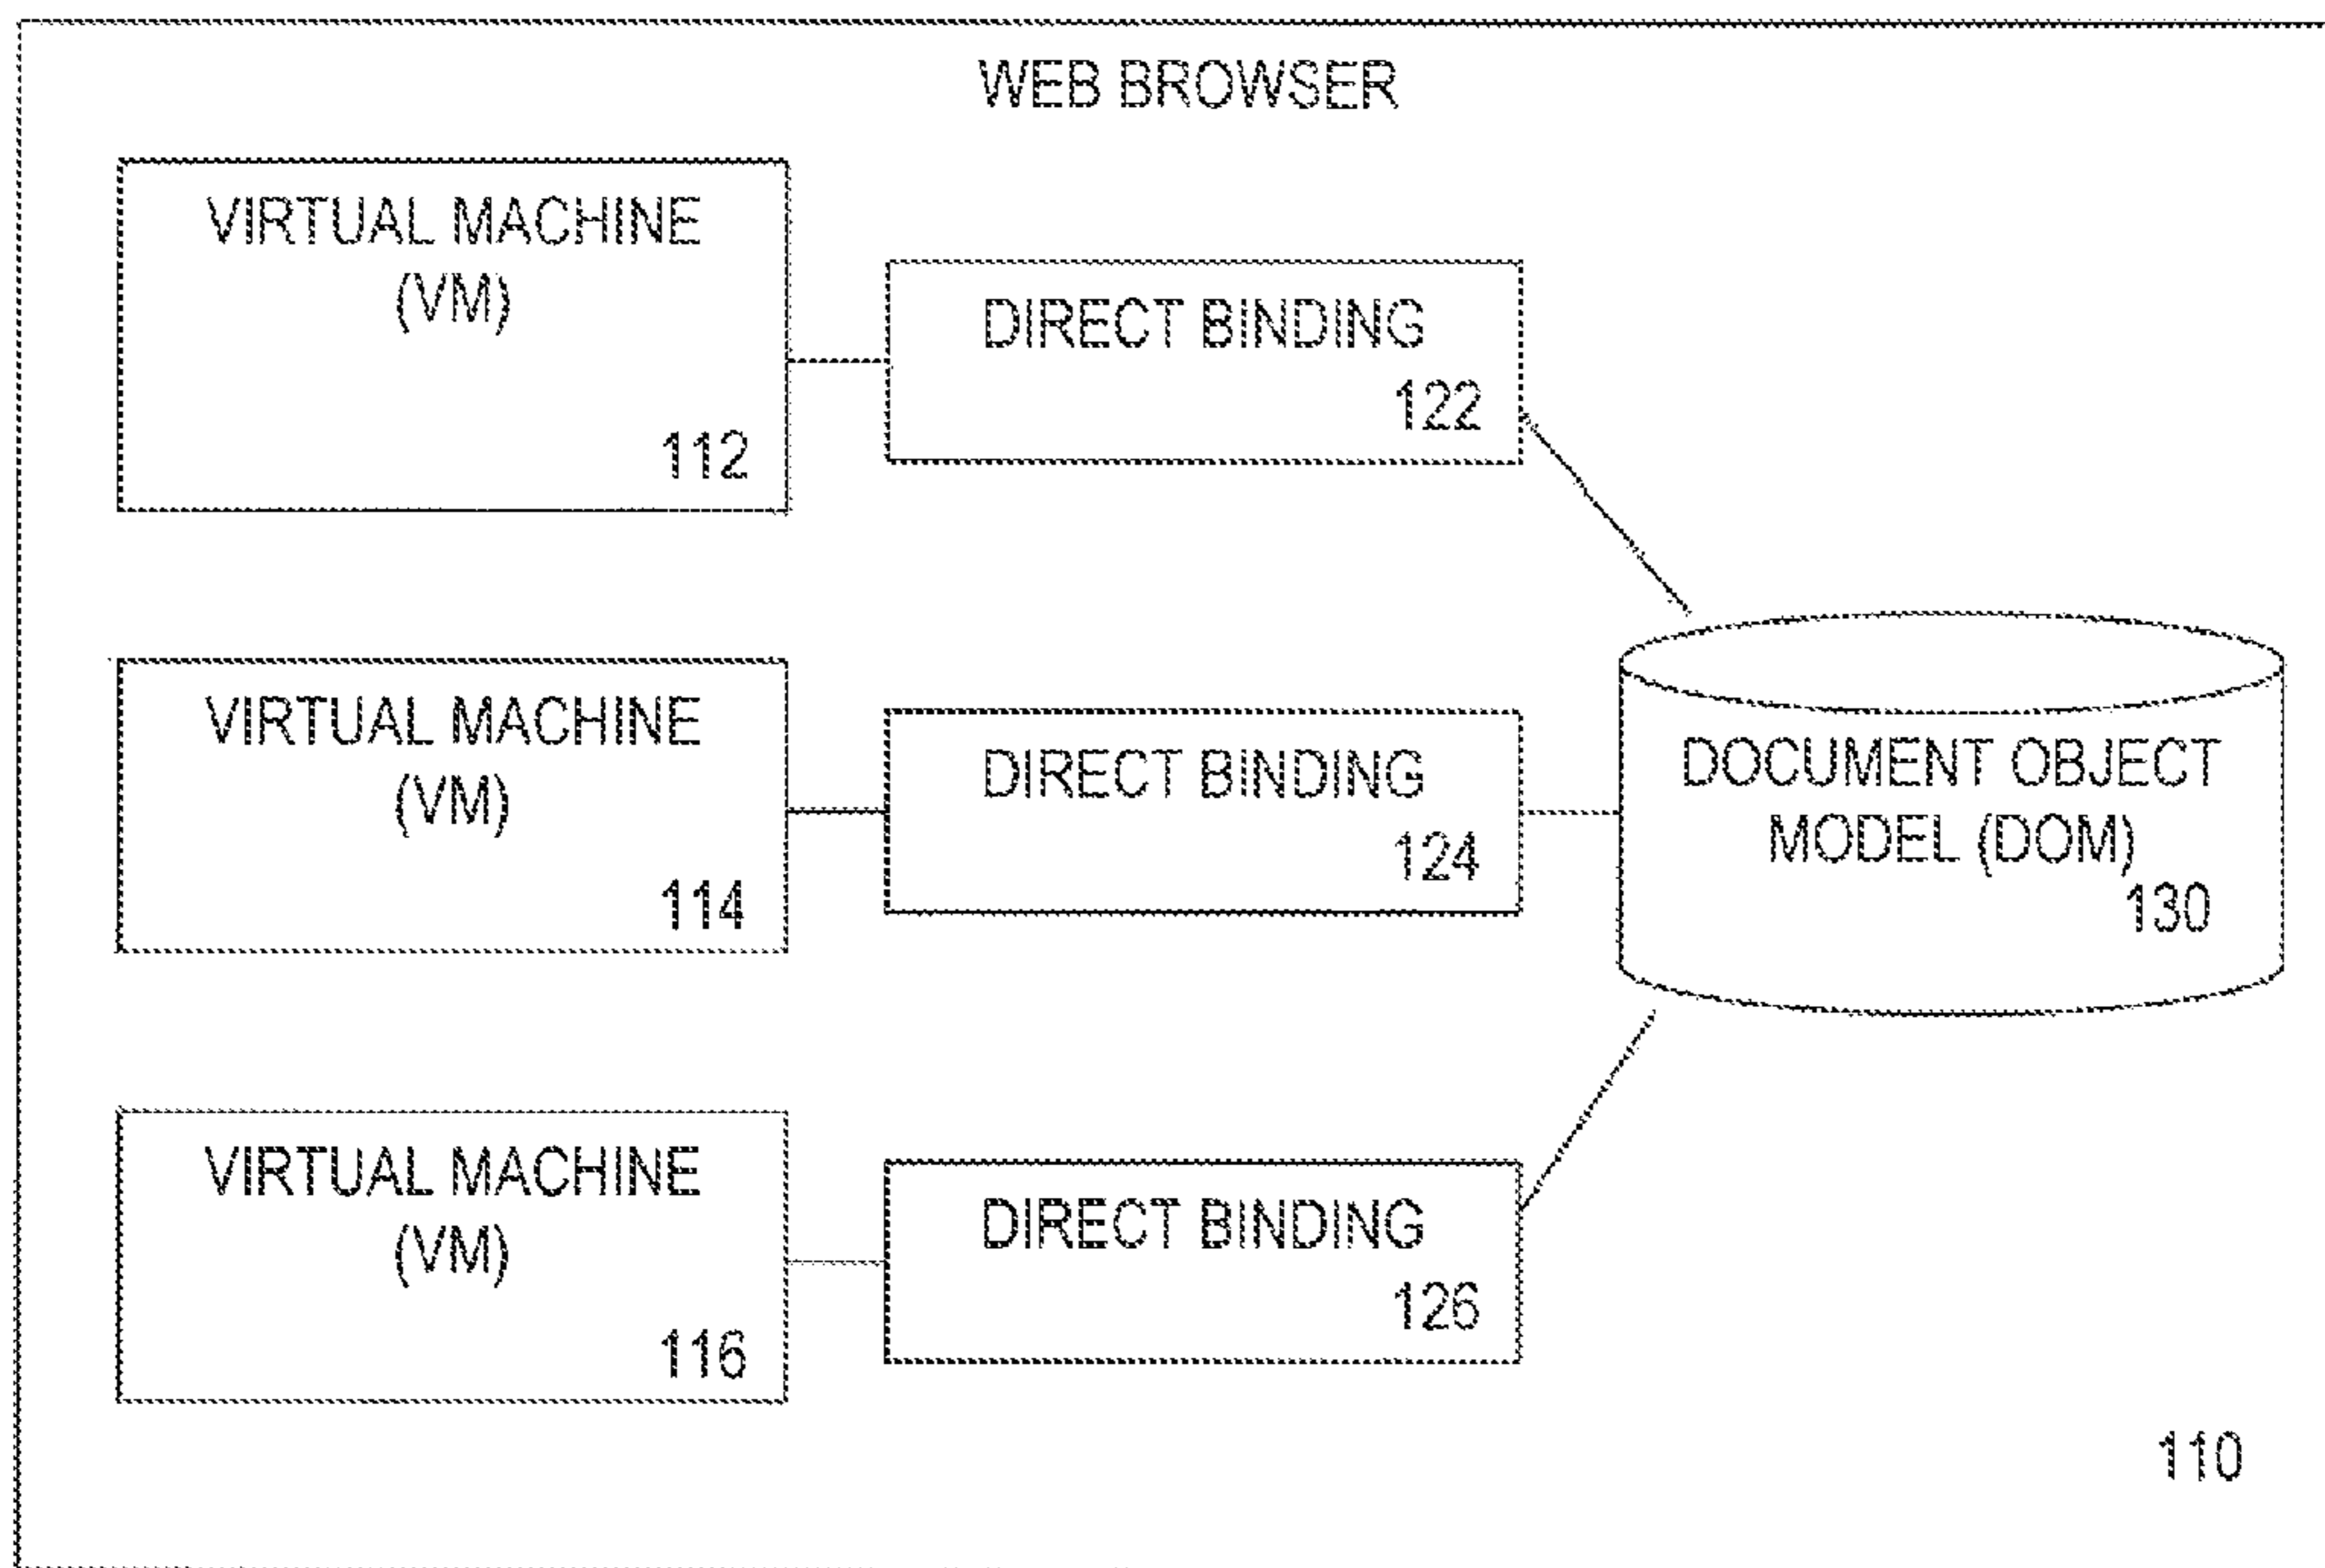 WEB BROWSER
VIRTUAL MACHINE
(VM)
112
DIRECT BINDING
122
VIRTUAL MACHINE
(VM)
114
DIRECT BINDING
124
DOCUMENT OBJECT
MODEL (DOM)
130
VIRTUAL MACHINE
(VM)
116
DIRECT BINDING
126
110